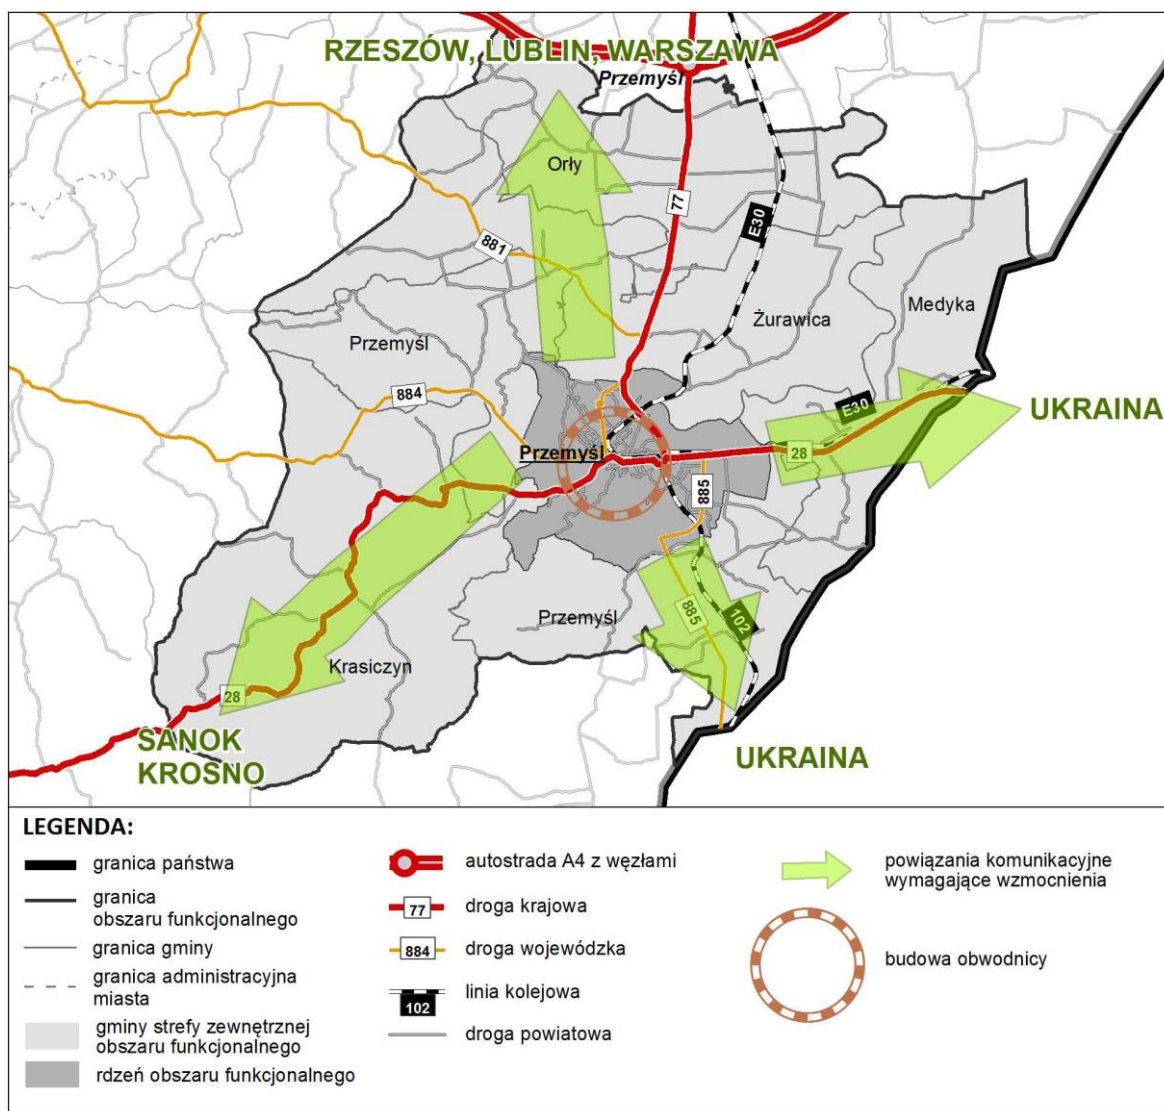 RZESZÓW, LUBLIN, WARSZAWA
Przemyśl
Orły
77
E30
881
Medyka
Żurawica
Przemyśl
884
E30
UKRAINA
Przemyśl
28
885
Przemyśl
885
102
Krasiczyn
28
SANOK
KROSNO
UKRAINA
LEGENDA:
granica państwa
granica
obszaru funkcjonalnego
granica gminy
granica administracyjna
miasta
gminy strefy zewnętrznej
obszaru funkcjonalnego
rdzeń obszaru funkcjonalnego
autostrada A4 z węzłami
77
droga krajowa
884
droga wojewódzka
102
linia kolejowa
droga powiatowa
powiązania komunikacyjne
wymagające wzmocnienia
budowa obwodnicy